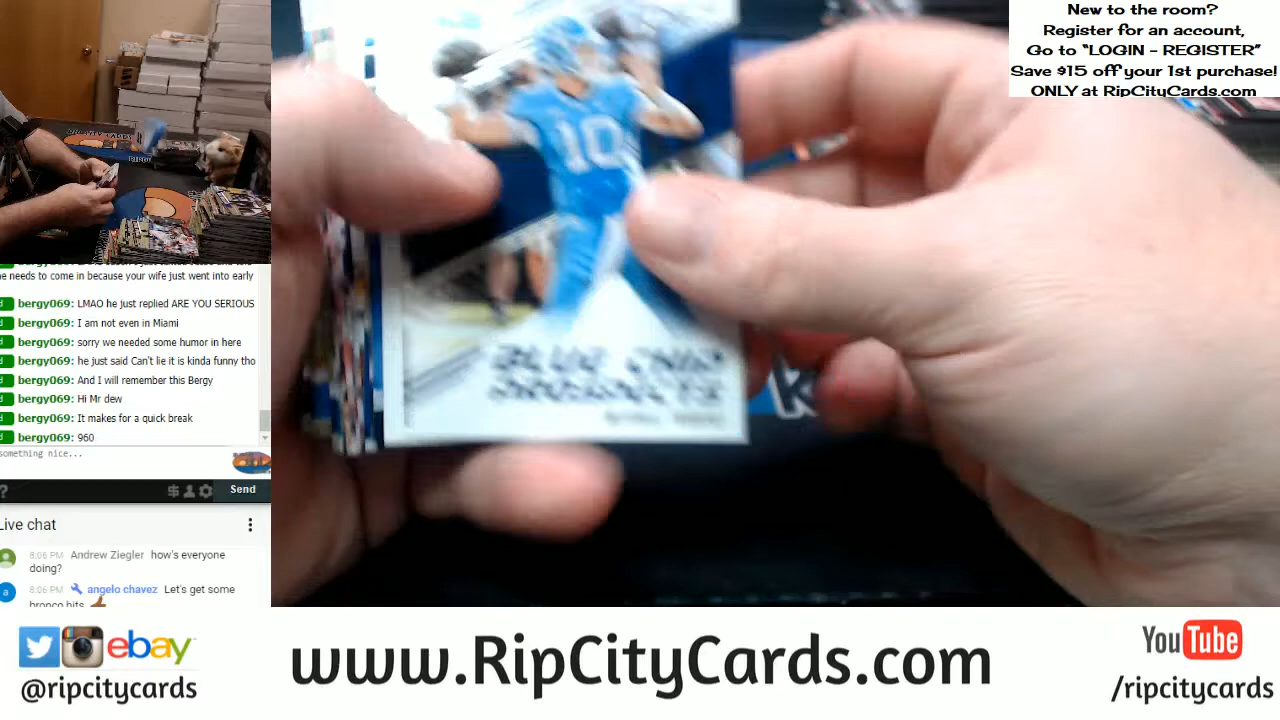 New to the room?
Register for an account,
Go to “LOGIN - REGISTER”
Save $15 off your 1st purchase!
ONLY at RipCityCards.com
RIP CITY CARDS
10
BLUE CHIP
e needs to come in because your wife just went into early
bergy069: LMAO he just replied ARE YOU SERIOUS
bergy069: I am not even in Miami
bergy069: sorry we needed some humor in here
bergy069: he just said Can't lie it is kinda funny tho
bergy069: And I will remember this Bergy
bergy069: Hi Mr dew
bergy069: It makes for a quick break
bergy069: 960
something nice...
Send
Live chat
8:06 PM Andrew Ziegler how's everyone
doing?
8:06 PM angelo chavez Let's get some
bronco hits
ebay
@ripcitycards
www.RipCityCards.com
YouTube
/ripcitycards